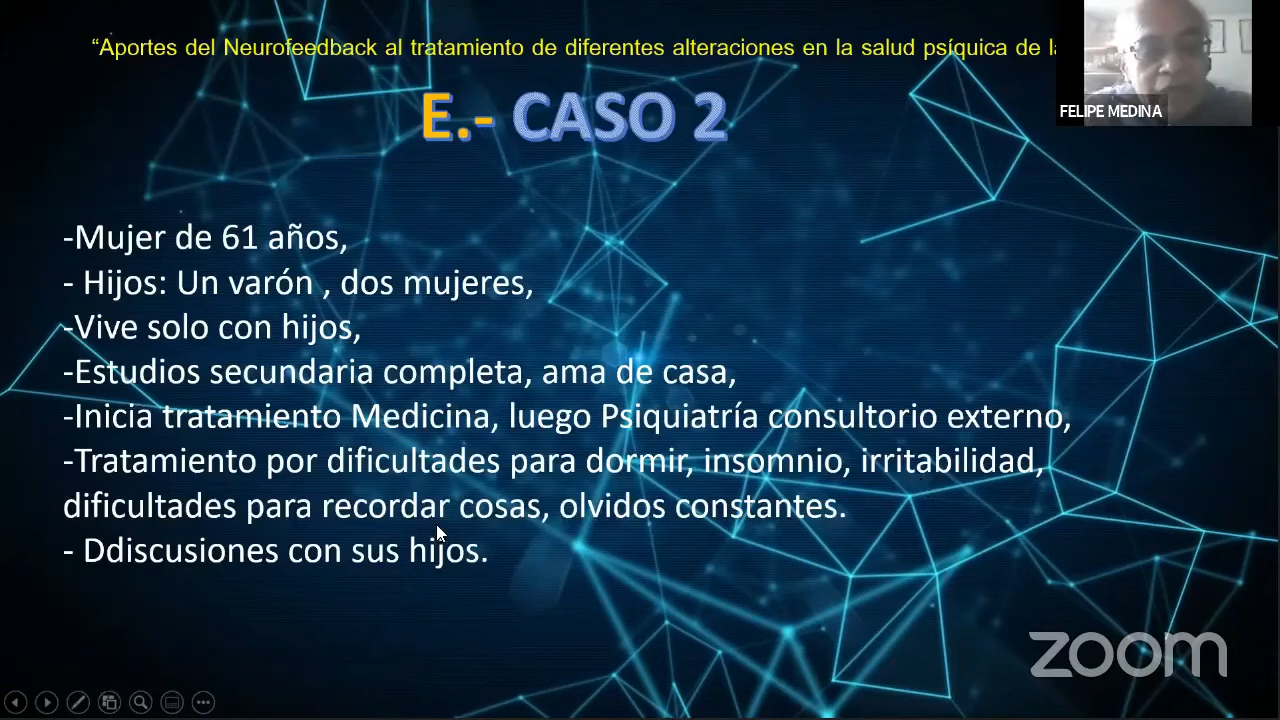 “Aportes del Neurofeedback al tratamiento de diferentes alteraciones en la salud psíquica de la
FELIPE MEDINA
E.- CASO 2
-Mujer de 61 años,
- Hijos: Un varón , dos mujeres,
-Vive solo con hijos,
-Estudios secundaria completa, ama de casa,
-Inicia tratamiento Medicina, luego Psiquiatría consultorio externo,
-Tratamiento por dificultades para dormir, insomnio, irritabilidad,
dificultades para recordar cosas, olvidos constantes.
- Ddiscusiones con sus hijos.
zoom